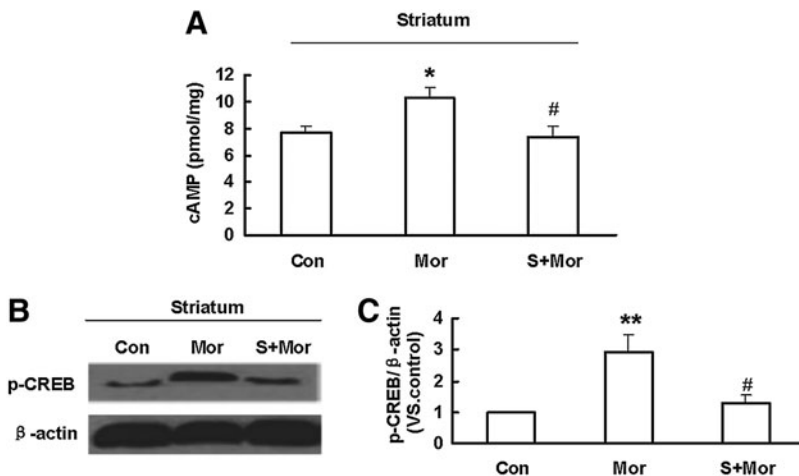 A
Striatum
cAMP (pmol/mg)
12
10
8
6
4
2
0
*
#
Con Mor S+Mor
B
Striatum
Con Mor S+Mor
p-CREB
β-actin
C
p-CREB/β-actin
(VS.control)
4
3
2
1
0
**
#
Con Mor S+Mor